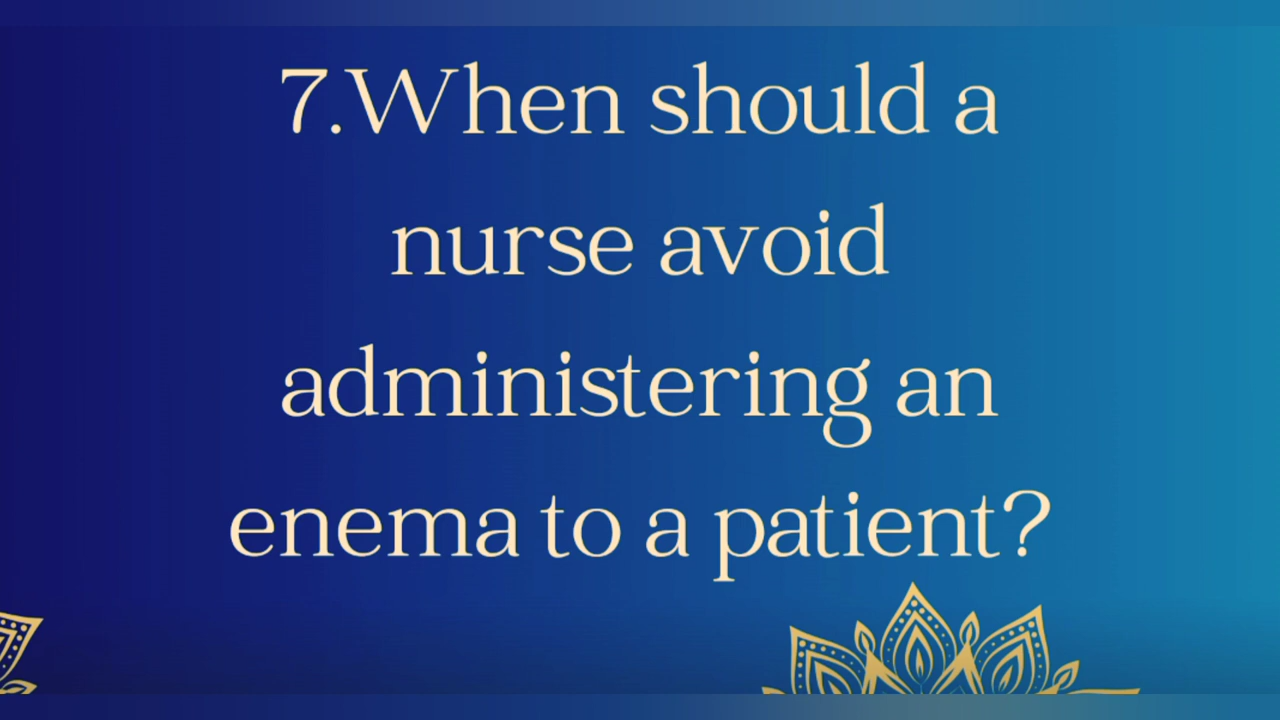 7.When should a
nurse avoid
administering an
enema to a patient?